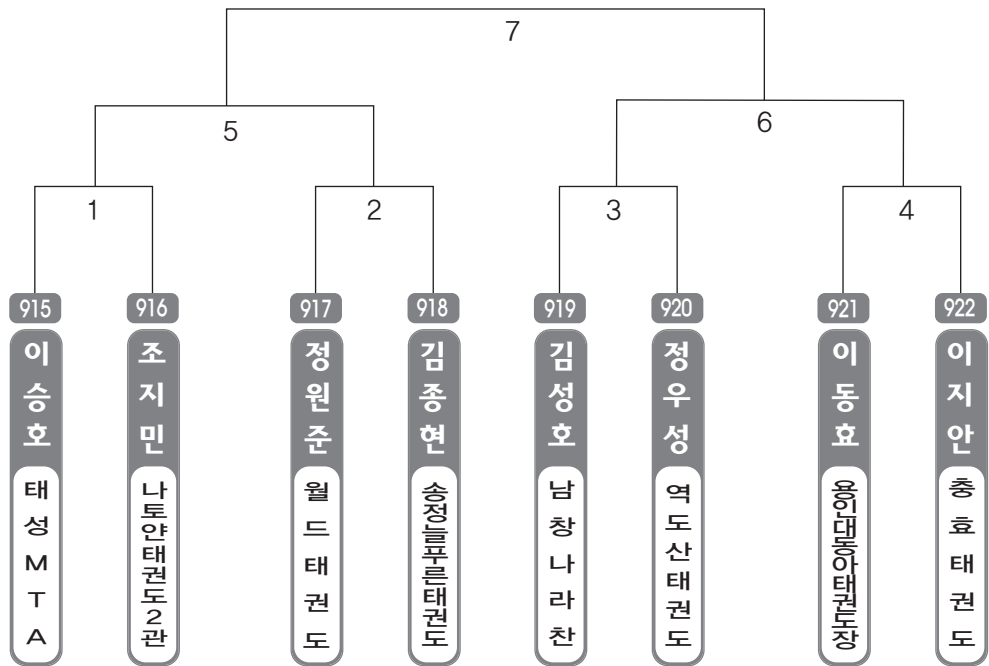 7
5
6
1
2
3
4
915
이승호
태성MTA
916
조지민
나토얀태권도2관
917
정원준
월드태권도
918
김종현
송정늘푸른태권도
919
김성호
남창나라찬
920
정우성
역도산태권도
921
이동효
용인대동아태권도장
922
이지안
충효태권도